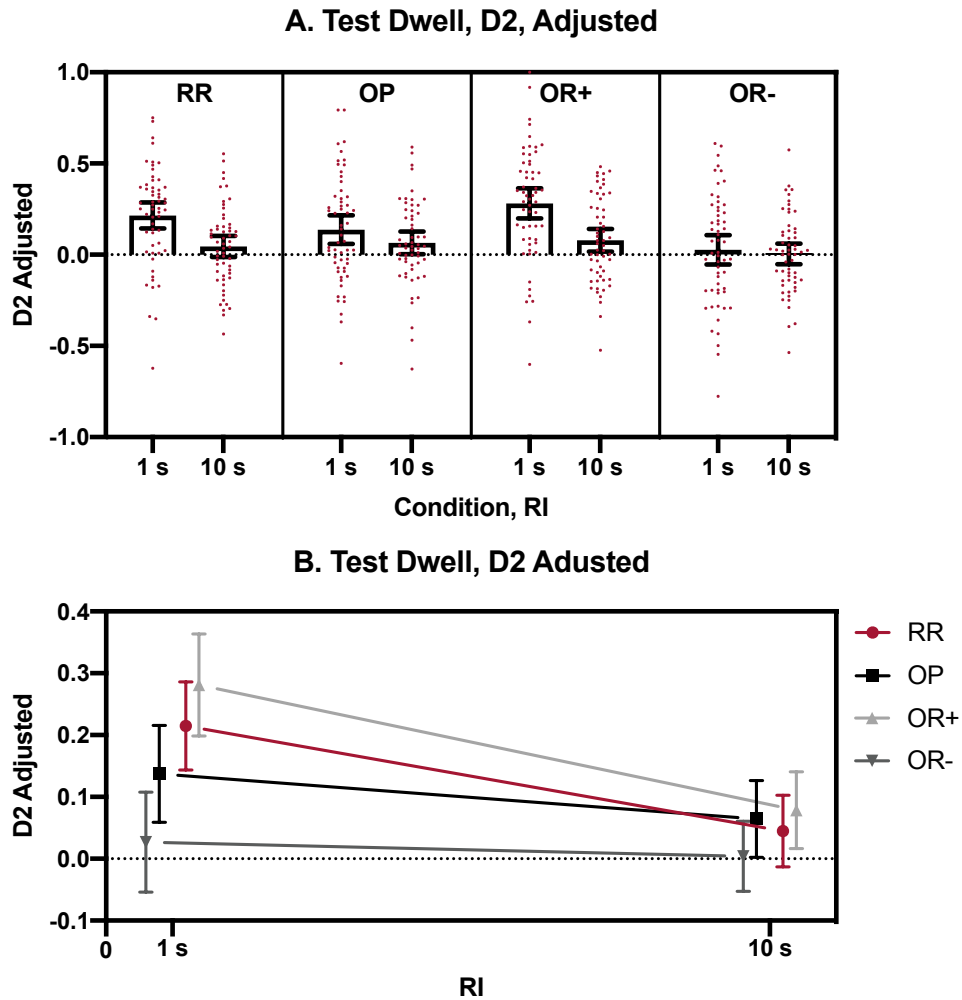 A. Test Dwell, D2, Adjusted
D2 Adjusted
1.0
0.5
0.0
-0.5
-1.0
RR
OP
OR+
OR-
1 s
10 s
1 s
10 s
1 s
10 s
1 s
10 s
Condition, RI
B. Test Dwell, D2 Adusted
D2 Adjusted
0.4
0.3
0.2
0.1
0.0
-0.1
0
1 s
10 s
RI
RR
OP
OR+
OR-